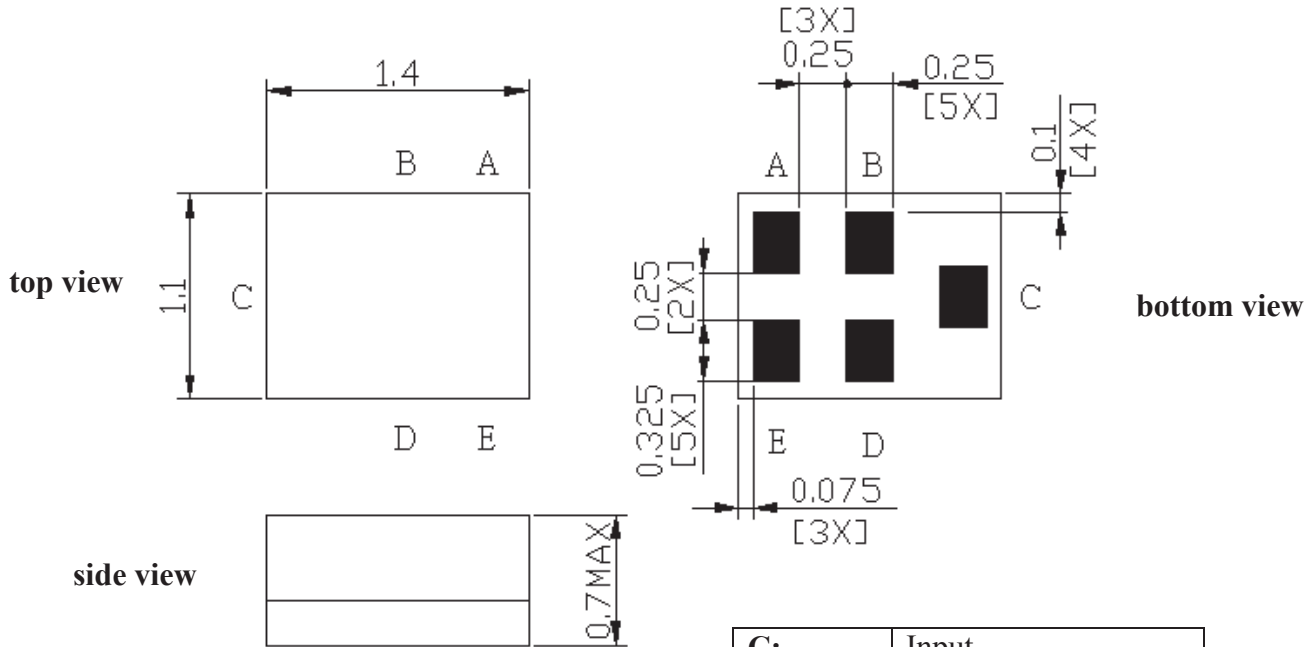 [3X]
0.25
1.4
0.25
[5X]
0.1
[4X]
B A
A B
top view
1.1
C
0.25
[2X]
C
bottom view
0.325
[5X]
D E
E D
0.075
[3X]
side view
0.7MAX
C: Input